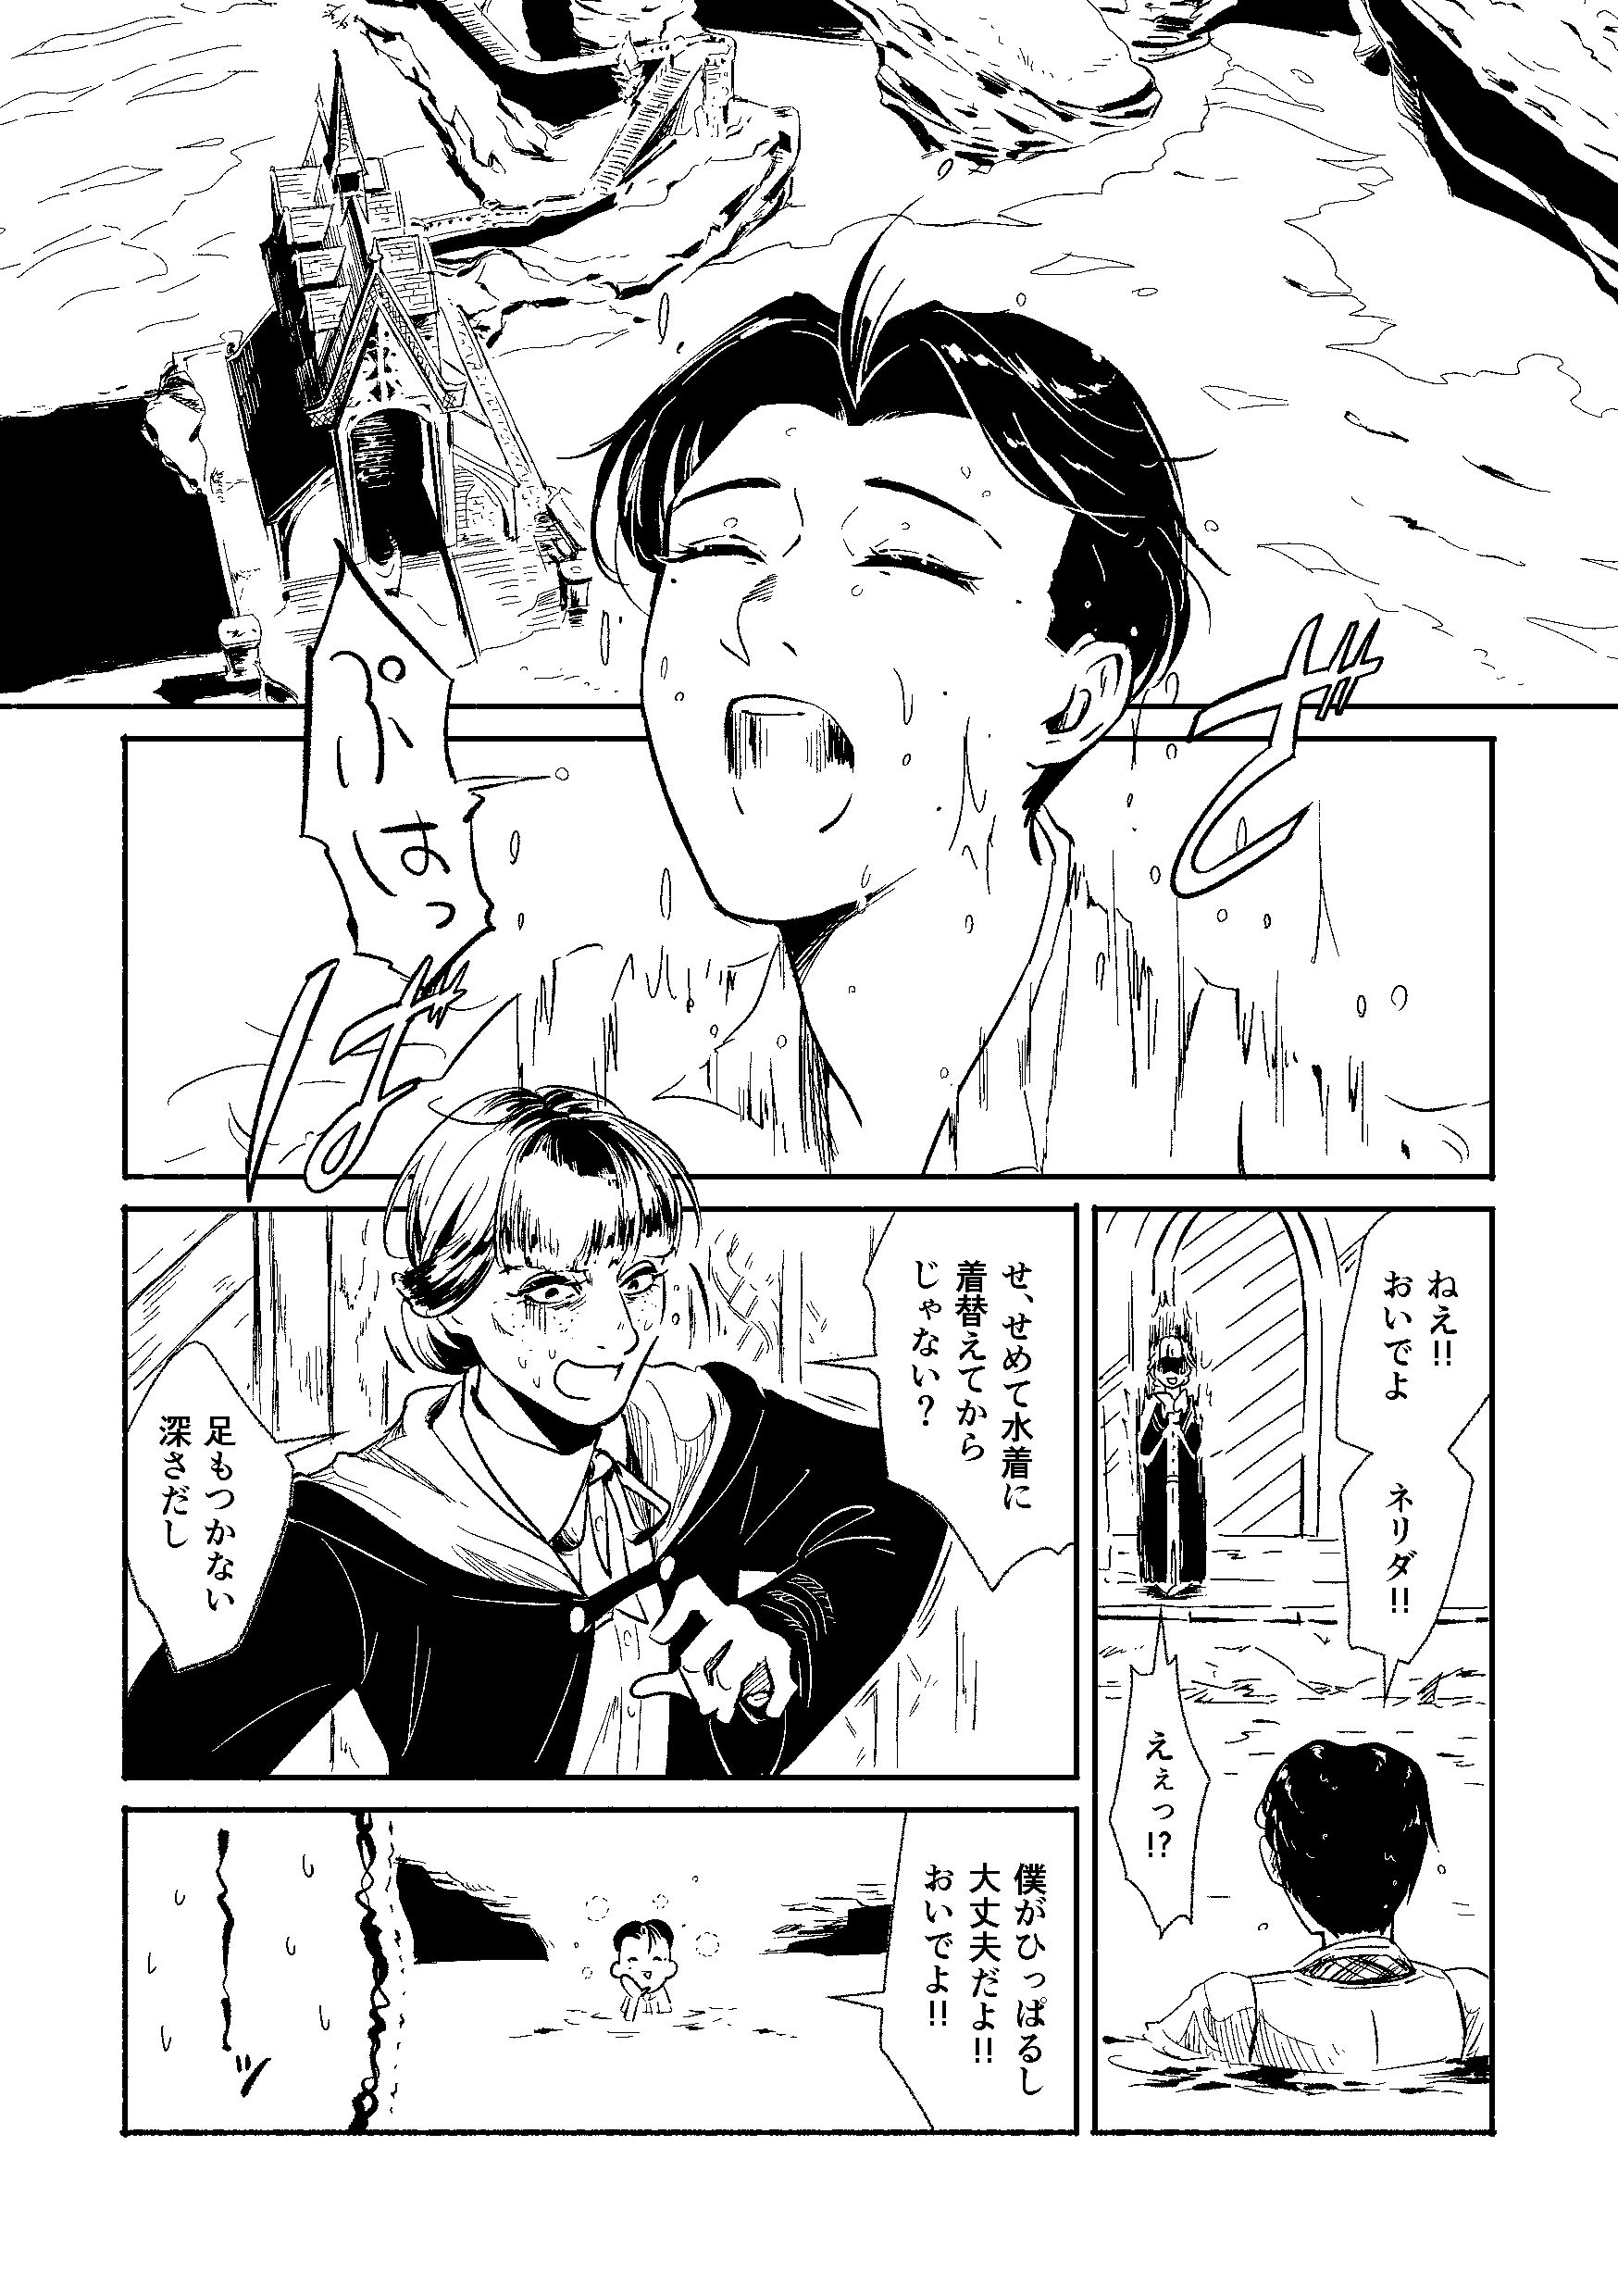 ざば
ぷはっ
ねえ!!
おいでよ
ネリダ!!
えぇっ!?
せ、せめて水着に
着替えてから
じゃない?
足もつかない
深さだし
僕がひっぱるし
大丈夫だよ!!
おいでよ!!
ッ